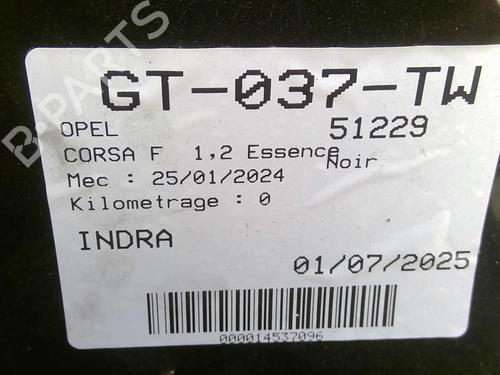 GT-037-TW
OPEL 51229
CORSA F 1,2 Essence Noir
Mec : 25/01/2024
Kilometrage : 0
INDRA
01/07/2025
000014537096
B-PARTS